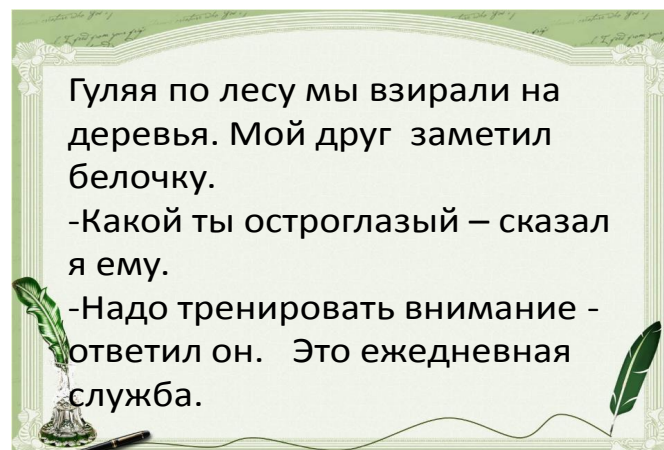 Гуляя по лесу мы взирали на
деревья. Мой друг  заметил
белочку.
-Какой ты остроглазый – сказал
я ему.
-Надо тренировать внимание -
ответил он.   Это ежедневная
служба.